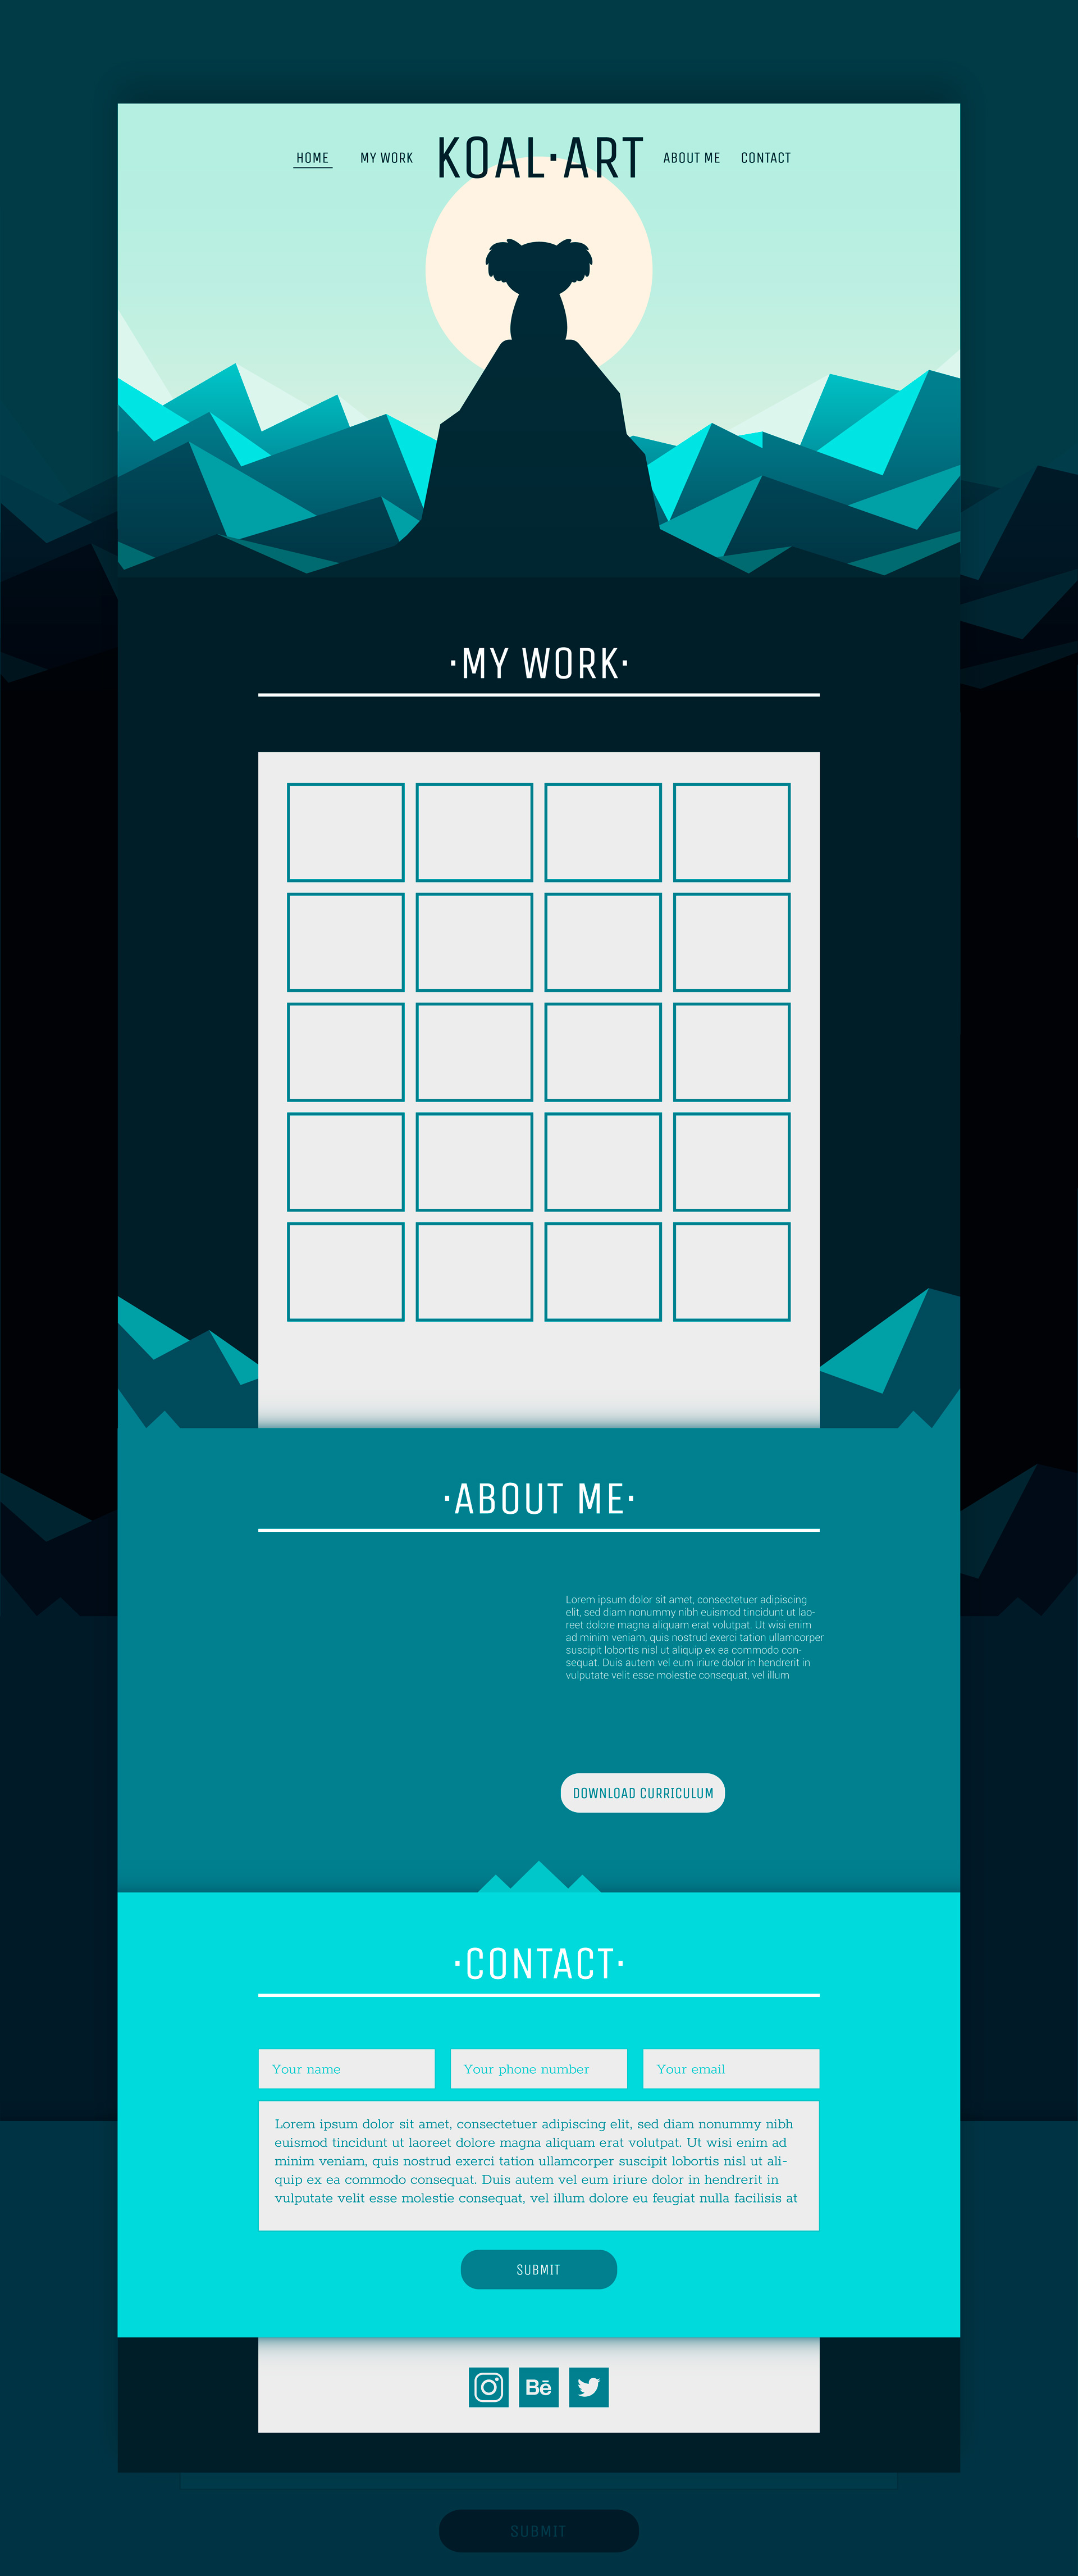 HOME MY WORK KOAL·ART ABOUT ME CONTACT
·MY WORK·
·ABOUT ME·
Lorem ipsum dolor sit amet, consectetuer adipiscing
elit, sed diam nonummy nibh euismod tincidunt ut lao-
reet dolore magna aliquam erat volutpat. Ut wisi enim
ad minim veniam, quis nostrud exerci tation ullamcorper
suscipit lobortis nisl ut aliquip ex ea commodo con-
sequat. Duis autem vel eum iriure dolor in hendrerit in
vulputate velit esse molestie consequat, vel illum
DOWNLOAD CURRICULUM
·CONTACT·
Your name Your phone number Your email
Lorem ipsum dolor sit amet, consectetuer adipiscing elit, sed diam nonummy nibh
euismod tincidunt ut laoreet dolore magna aliquam erat volutpat. Ut wisi enim ad
minim veniam, quis nostrud exerci tation ullamcorper suscipit lobortis nisl ut ali-
quip ex ea commodo consequat. Duis autem vel eum iriure dolor in hendrerit in
vulputate velit esse molestie consequat, vel illum dolore eu feugiat nulla facilisis at
SUBMIT
Bē
SUBMIT